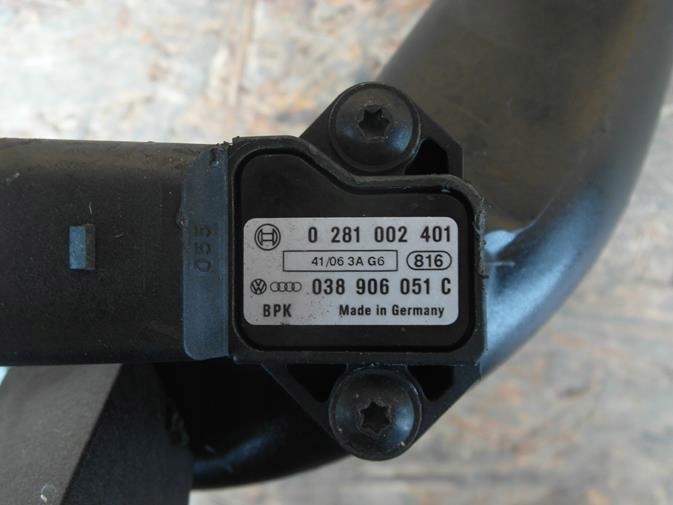 0 281 002 401
41/06 3A G6 816
038 906 051 C
BPK Made in Germany
055